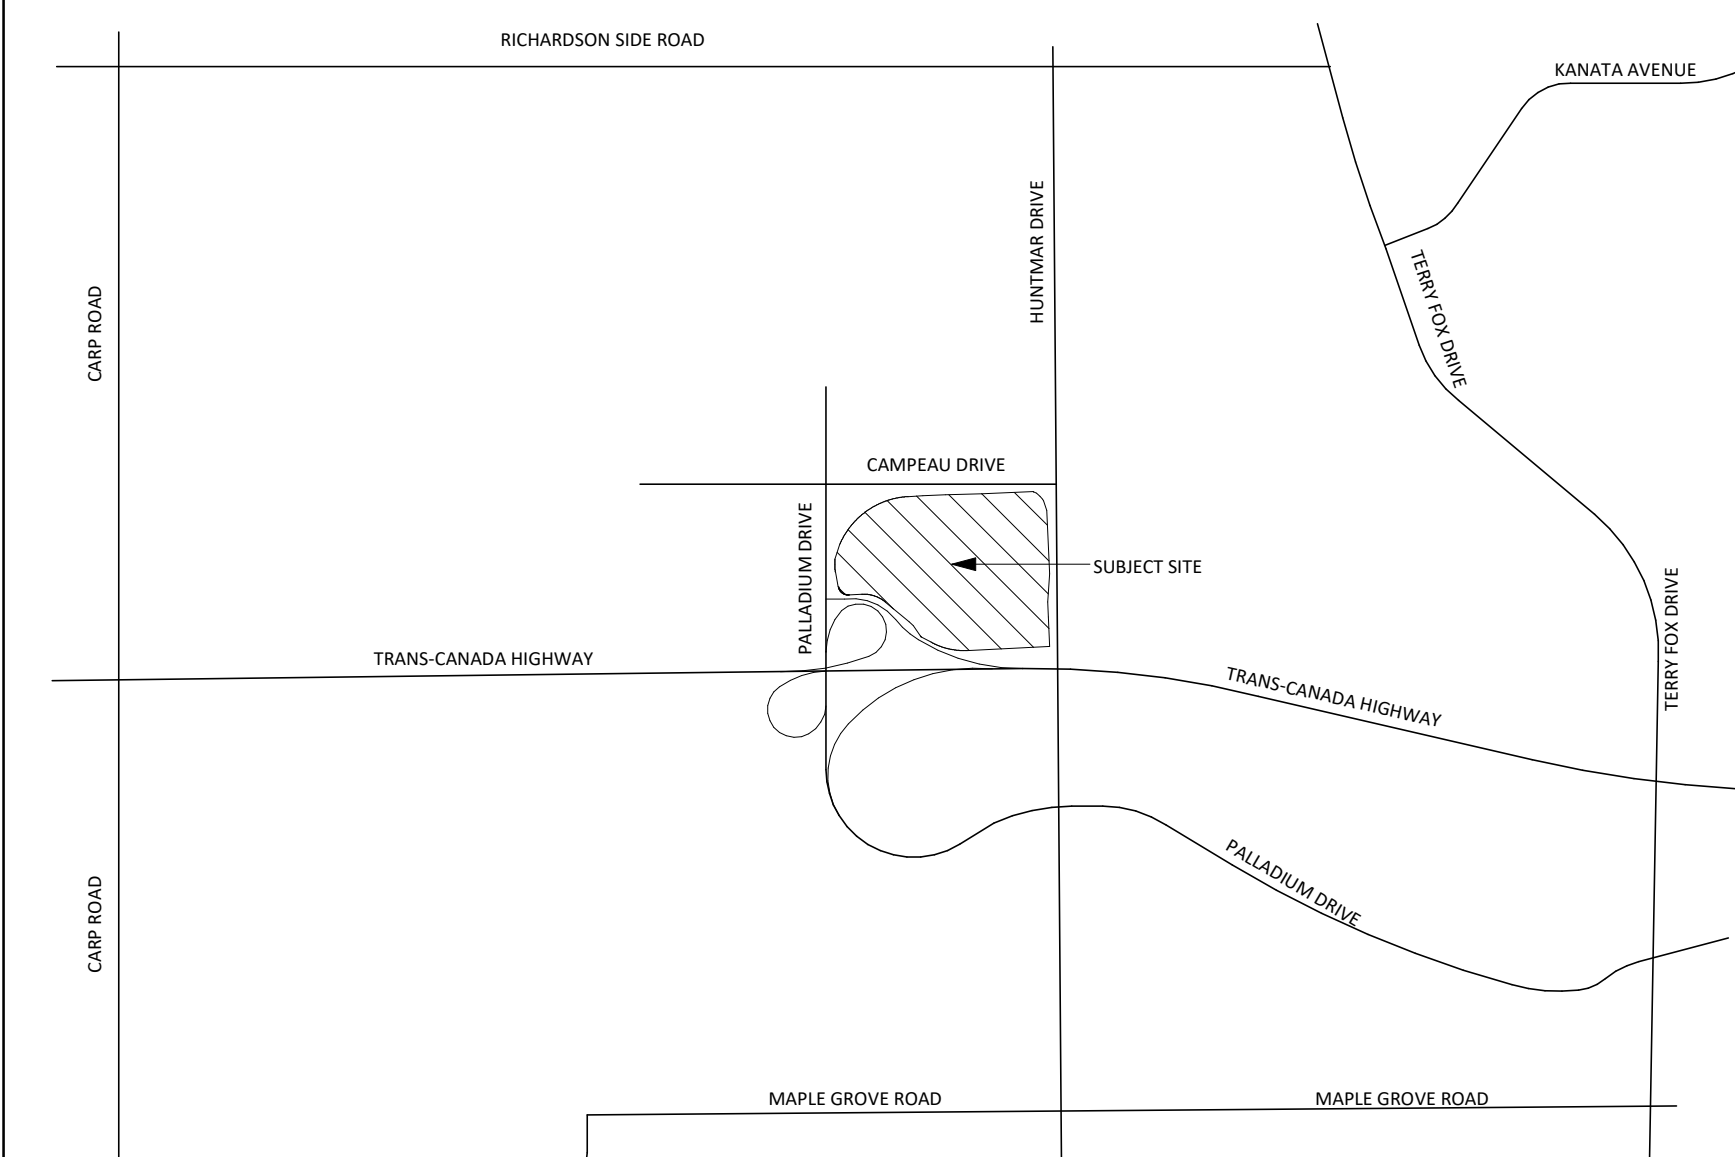 RICHARDSON SIDE ROAD
KANATA AVENUE
HUNTMAR DRIVE
CARP ROAD
TERRY FOX DRIVE
CAMPEAU DRIVE
PALLADIUM DRIVE
SUBJECT SITE
TERRY FOX DRIVE
TRANS-CANADA HIGHWAY
TRANS-CANADA HIGHWAY
PALLADIUM DRIVE
CARP ROAD
MAPLE GROVE ROAD
MAPLE GROVE ROAD